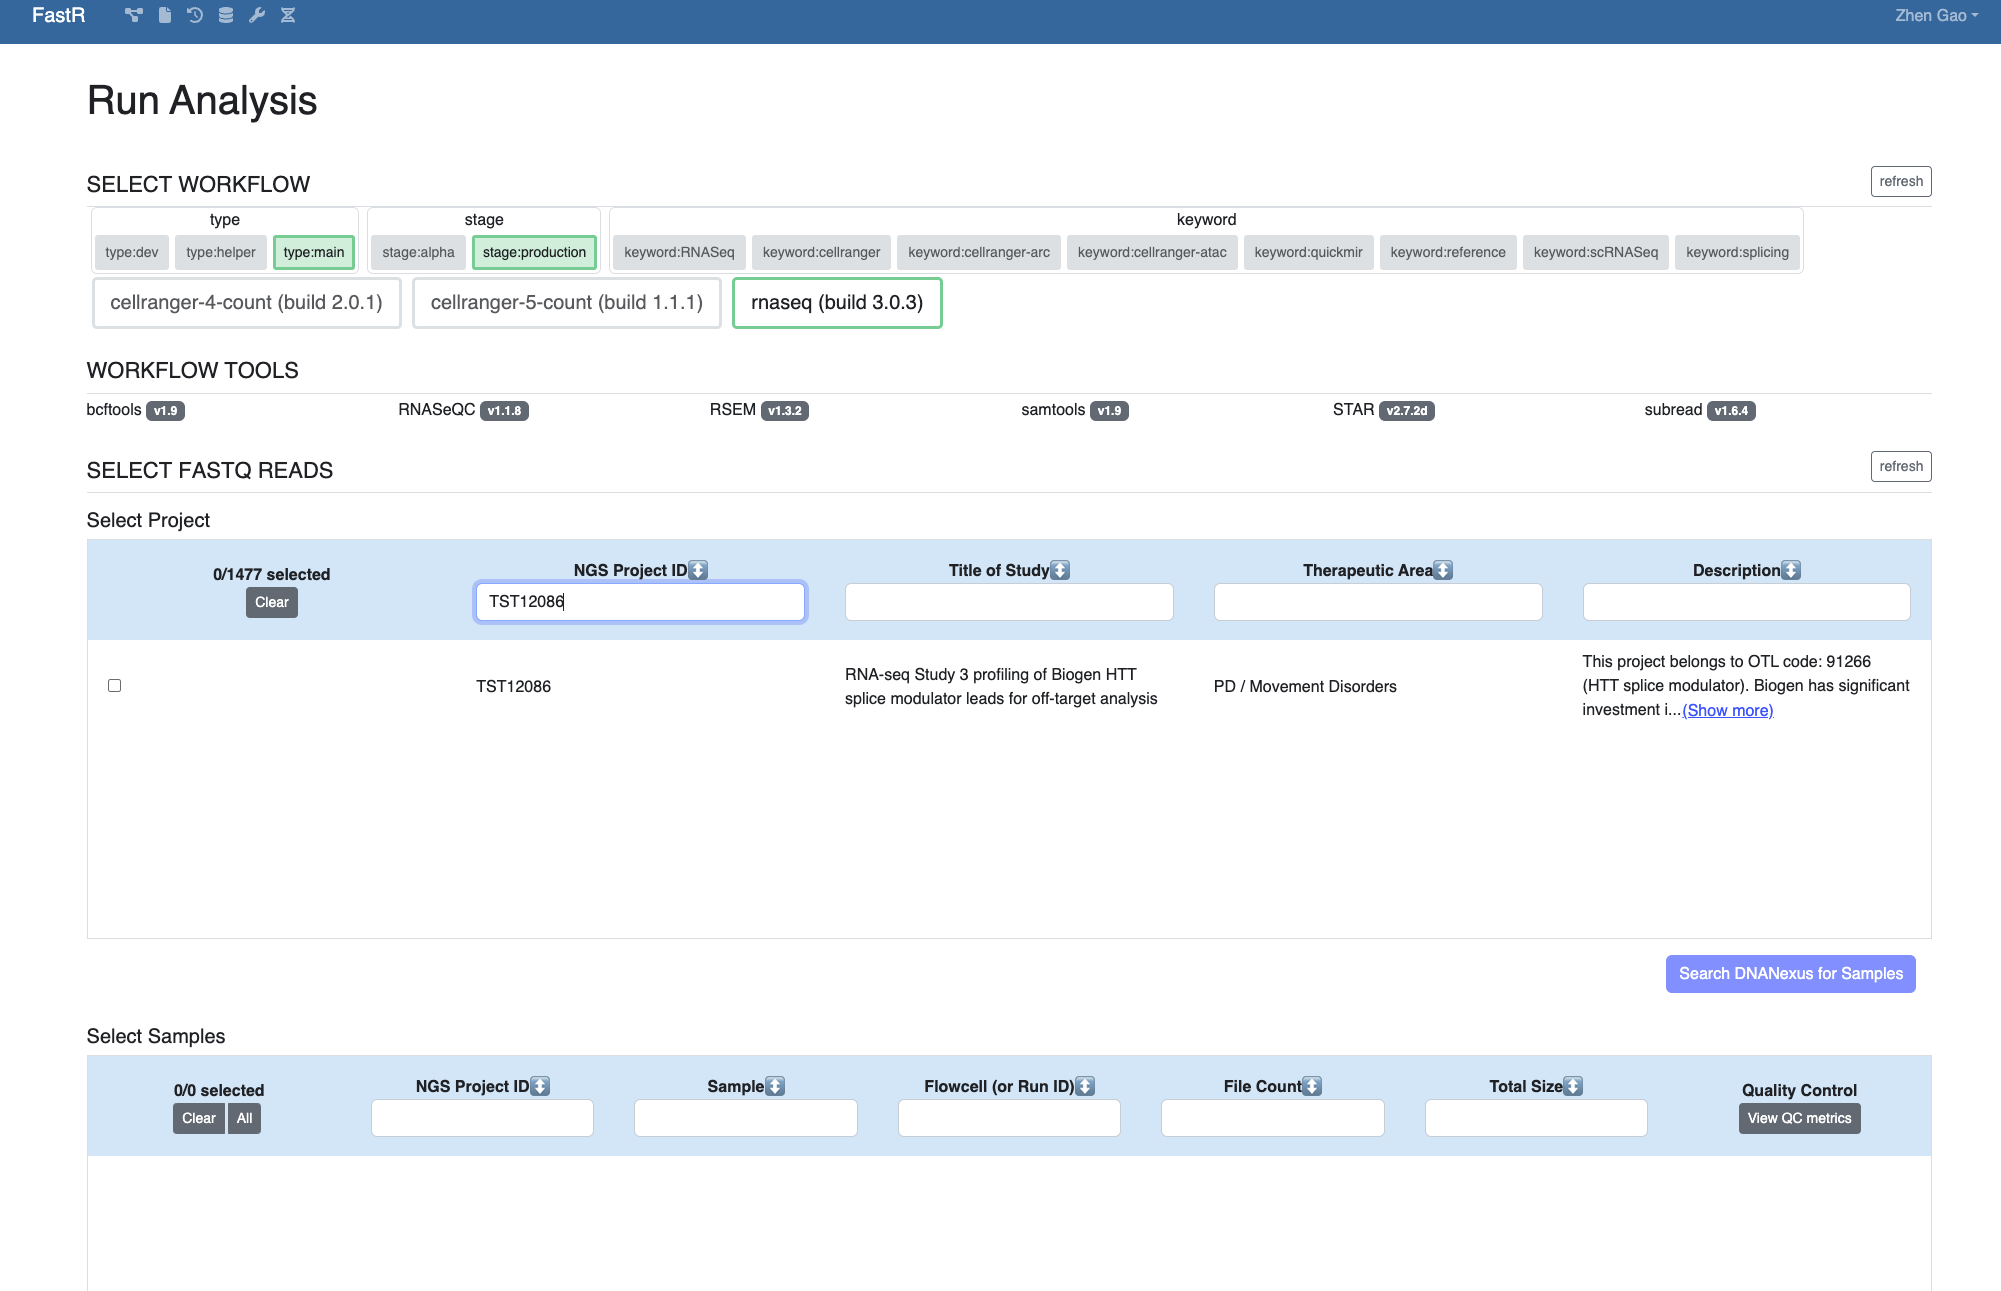 FastR
Zhen Gao
Run Analysis
SELECT WORKFLOW
refresh
type
stage
keyword
type:dev type:helper type:main stage:alpha stage:production keyword:RNASeq keyword:cellranger keyword:cellranger-arc keyword:cellranger-atac keyword:quickmir keyword:reference keyword:scRNASeq keyword:splicing
cellranger-4-count (build 2.0.1) cellranger-5-count (build 1.1.1) rnaseq (build 3.0.3)
WORKFLOW TOOLS
bcftools v1.9 RNASeQC v1.1.8 RSEM v1.3.2 samtools v1.9 STAR v2.7.2d subread v1.6.4
SELECT FASTQ READS
refresh
Select Project
0/1477 selected
Clear
NGS Project ID
TST12086
Title of Study
Therapeutic Area
Description
TST12086
RNA-seq Study 3 profiling of Biogen HTT
splice modulator leads for off-target analysis
PD / Movement Disorders
This project belongs to OTL code: 91266
(HTT splice modulator). Biogen has significant
investment i...(Show more)
Search DNANexus for Samples
Select Samples
0/0 selected
Clear All
NGS Project ID
Sample
Flowcell (or Run ID)
File Count
Total Size
Quality Control
View QC metrics